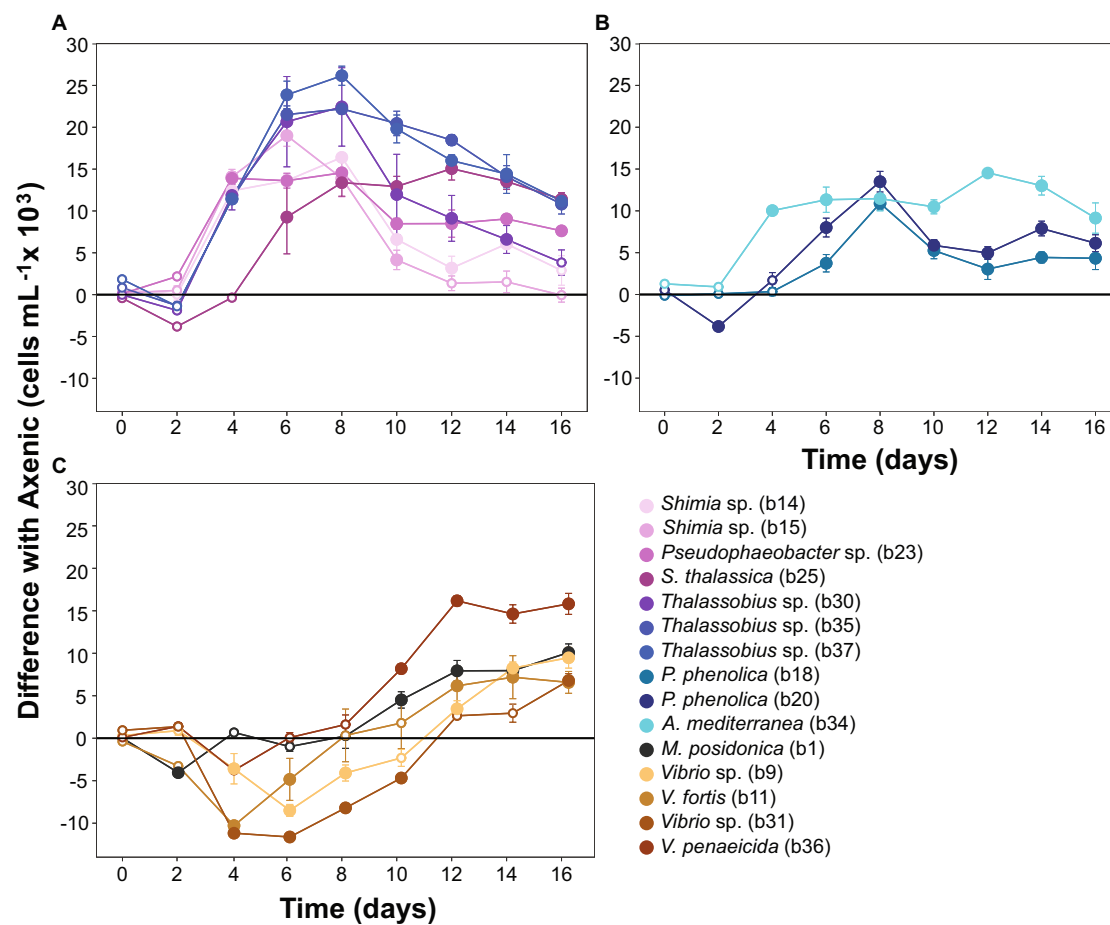 A
B
30
25
20
15
10
5
0
-5
-10
0 2 4 6 8 10 12 14 16
30
25
20
15
10
5
0
-5
-10
0 2 4 6 8 10 12 14 16
Time (days)
Difference with Axenic (cells mL⁻¹x 10³)
C
30
25
20
15
10
5
0
-5
-10
0 2 4 6 8 10 12 14 16
Time (days)
Shimia sp. (b14)
Shimia sp. (b15)
Pseudophaeobacter sp. (b23)
S. thalassica (b25)
Thalassobius sp. (b30)
Thalassobius sp. (b35)
Thalassobius sp. (b37)
P. phenolica (b18)
P. phenolica (b20)
A. mediterranea (b34)
M. posidonica (b1)
Vibrio sp. (b9)
V. fortis (b11)
Vibrio sp. (b31)
V. penaeicida (b36)